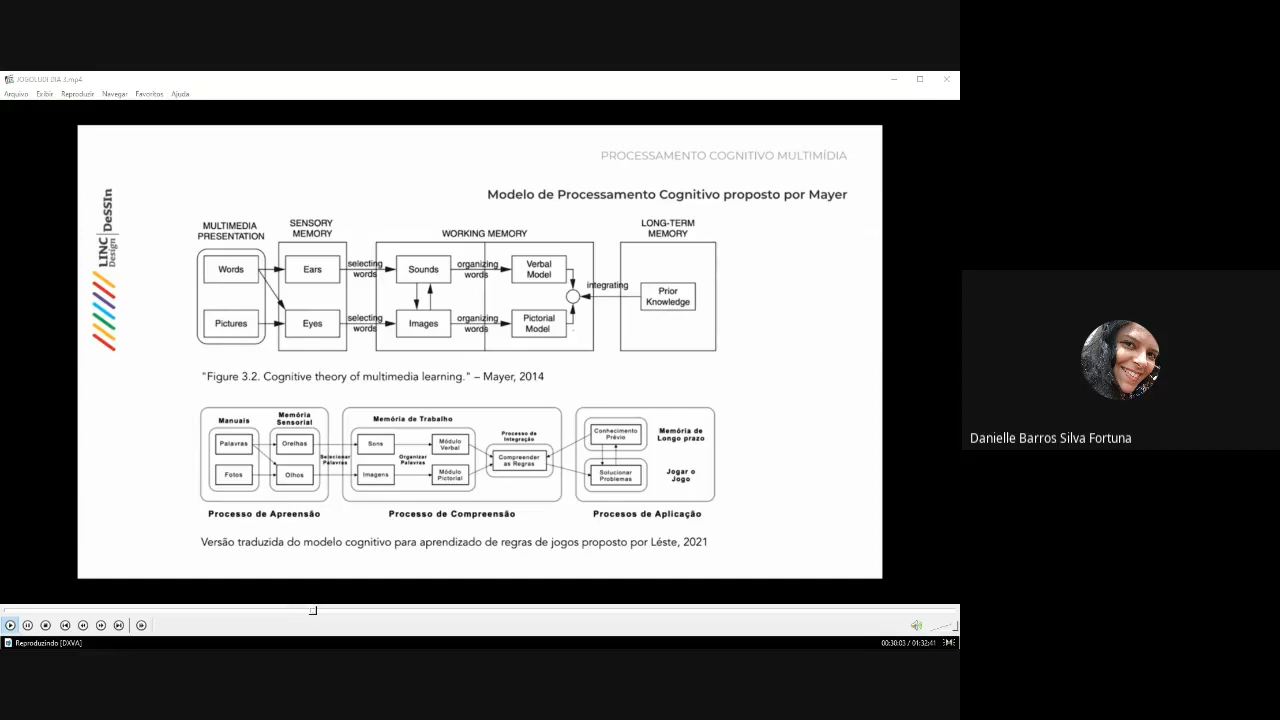 JOGOLUDI DIA 3.mp4
Arquivo Exibir Reproduzir Navegar Favoritos Ajuda
PROCESSAMENTO COGNITIVO MULTIMÍDIA
Modelo de Processamento Cognitivo proposto por Mayer
LINC Design | DeSSIn
MULTIMEDIA PRESENTATION
SENSORY MEMORY
WORKING MEMORY
LONG-TERM MEMORY
Words
Ears
selecting words
Sounds
organizing words
Verbal Model
integrating
Prior Knowledge
Pictures
Eyes
selecting words
Images
organizing words
Pictorial Model
"Figure 3.2. Cognitive theory of multimedia learning." – Mayer, 2014
Manuais
Memória Sensorial
Memória de Trabalho
Processo de Integração
Conhecimento Prévio
Memória de Longo prazo
Palavras
Orelhas
Selecionar Palavras
Sons
Organizar Palavras
Módulo Verbal
Compreender as Regras
Fotos
Olhos
Imagens
Módulo Pictorial
Solucionar Problemas
Jogar o Jogo
Processo de Apreensão
Processo de Compreensão
Procesos de Aplicação
Versão traduzida do modelo cognitivo para aprendizado de regras de jogos proposto por Léste, 2021
Danielle Barros Silva Fortuna
Reproduzindo [DXVA]
00:30:03 / 01:32:41